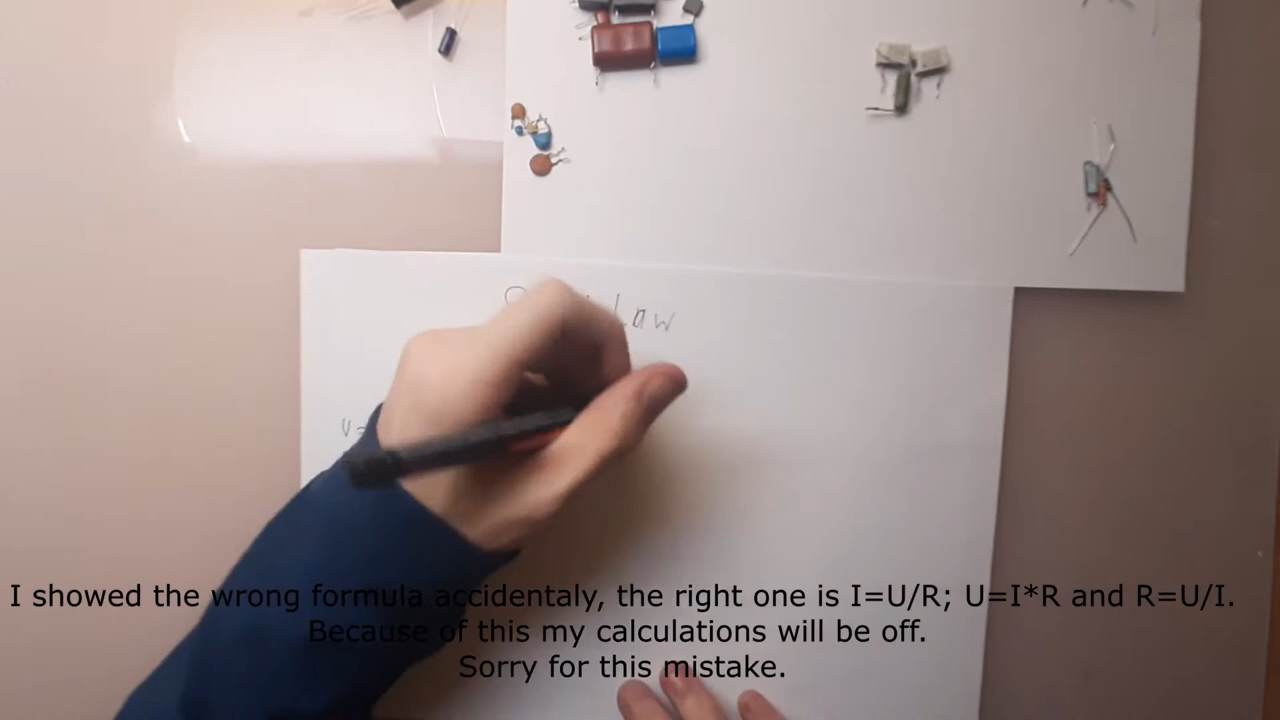 Law
I showed the wrong formula accidentaly, the right one is I=U/R; U=I*R and R=U/I.
Because of this my calculations will be off.
Sorry for this mistake.